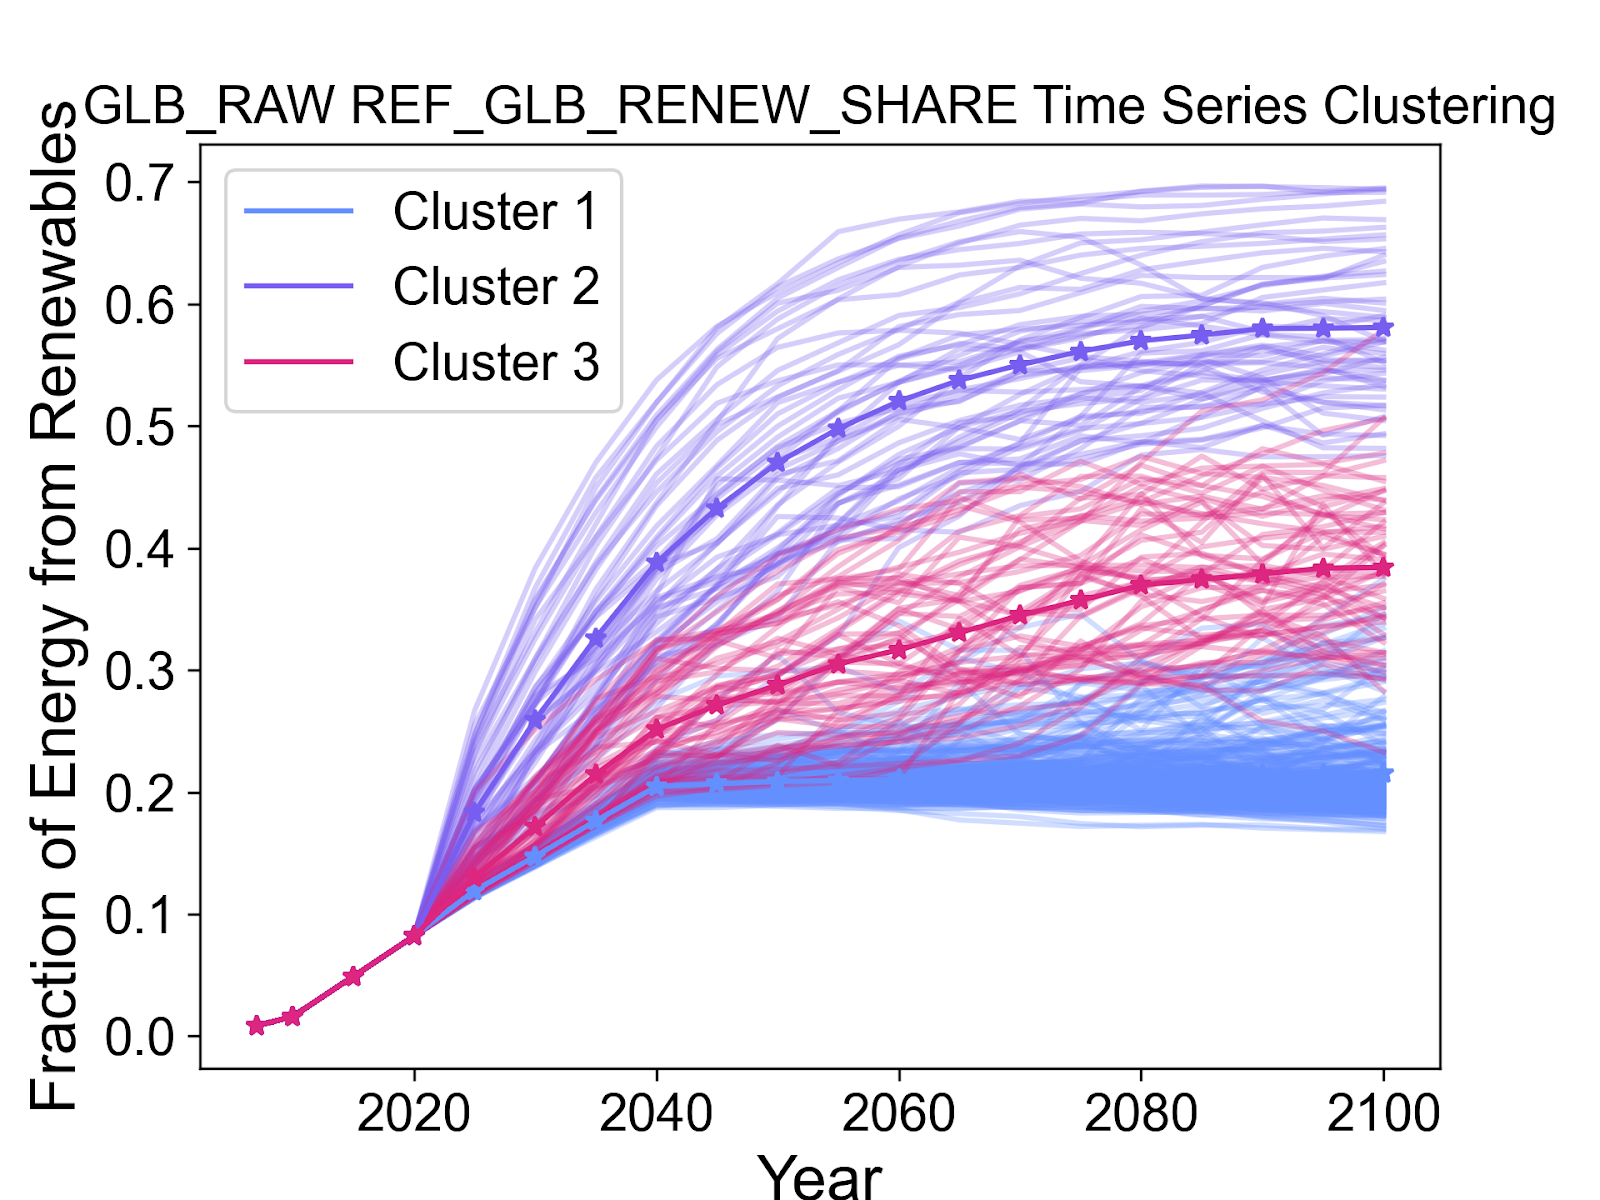 GLB_RAW REF_GLB_RENEW_SHARE Time Series Clustering
Fraction of Energy from Renewables
Cluster 1
Cluster 2
Cluster 3
0.7
0.6
0.5
0.4
0.3
0.2
0.1
0.0
2020 2040 2060 2080 2100
Year